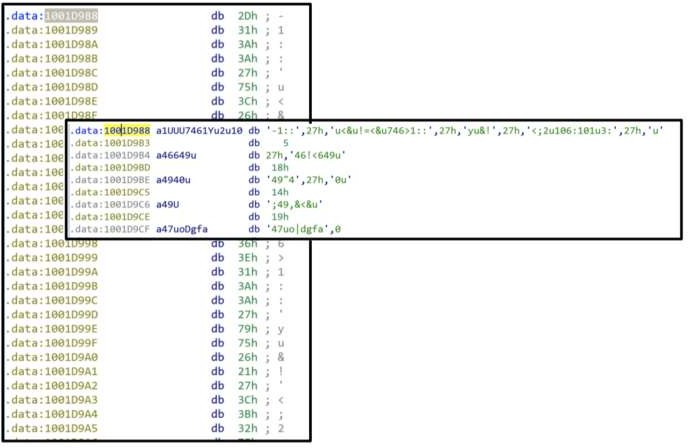 .data:1001D988 db 2Dh ; -
.data:1001D989 db 31h ; 1
.data:1001D98A db 3Ah ; :
.data:1001D98B db 3Ah ; :
.data:1001D98C db 27h ; '
.data:1001D98D db 75h ; u
.data:1001D98E db 3Ch ; <
db 26h ; &
.data:1001D988 a1UUU7461Yu2u10 db '-1::',27h,'u<&u!=<&u746>1::',27h,'yu&!',27h,'<;2u106:101u3:',27h,'u'
.data:1001D9B3 db 5
.data:1001D9B4 a46649u db 27h,'46!<649u'
.data:1001D9BD db 18h
.data:1001D9BE a4940u db '49"4',27h,'0u'
.data:1001D9C5 db 14h
.data:1001D9C6 a49U db ';49,&<&u'
.data:1001D9CE db 19h
.data:1001D9CF a47uoDgfa db '47uo|dgfa',0
.data:1001D998 db 36h ; 6
.data:1001D999 db 3Eh ; >
.data:1001D99A db 31h ; 1
.data:1001D99B db 3Ah ; :
.data:1001D99C db 3Ah ; :
.data:1001D99D db 27h ; '
.data:1001D99E db 79h ; y
.data:1001D99F db 75h ; u
.data:1001D9A0 db 26h ; &
.data:1001D9A1 db 21h ; !
.data:1001D9A2 db 27h ; '
.data:1001D9A3 db 3Ch ; <
.data:1001D9A4 db 3Bh ; ;
.data:1001D9A5 db 32h ; 2